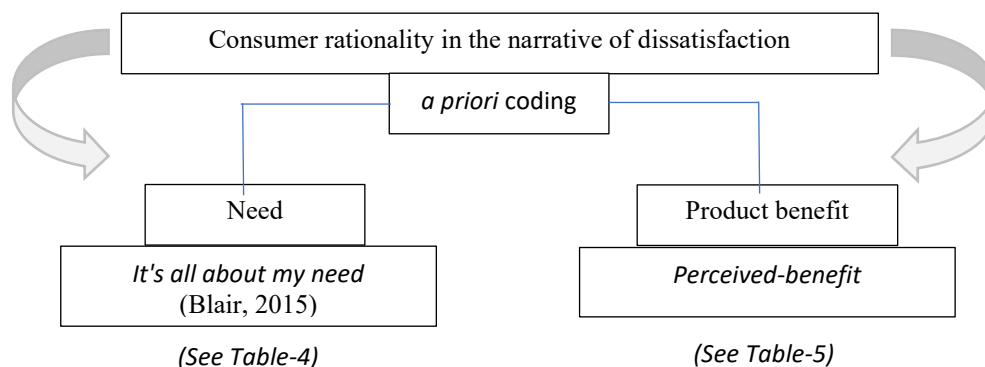 Consumer rationality in the narrative of dissatisfaction
a priori coding
Need
Product benefit
It's all about my need
(Blair, 2015)
Perceived-benefit
(See Table-4)
(See Table-5)